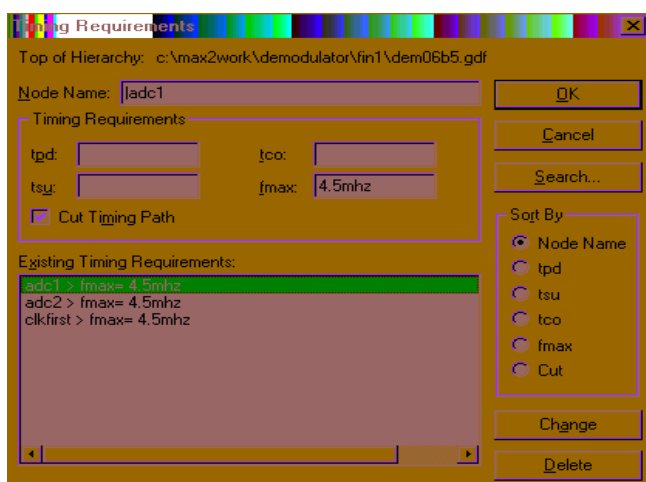 Timing Requirements
Top of Hierarchy: c:\max2work\demodulator\fin1\dem06b5.gdf
Node Name: |adc1
OK
Timing Requirements
Cancel
tpd:
tco:
Search...
tsu:
fmax: 4.5mhz
Cut Timing Path
Sort By
Node Name
Existing Timing Requirements:
tpd
adc1 > fmax= 4.5mhz
tsu
adc2 > fmax= 4.5mhz
tco
clkfirst > fmax= 4.5mhz
fmax
Cut
Change
Delete